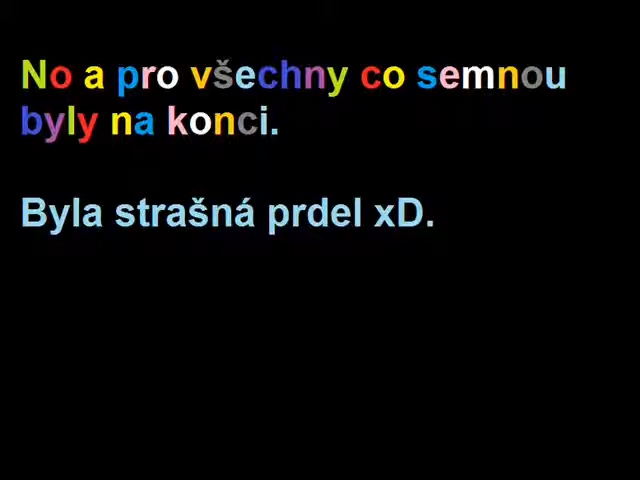 No a pro všechny co semnou
byly na konci.
Byla strašná prdel xD.